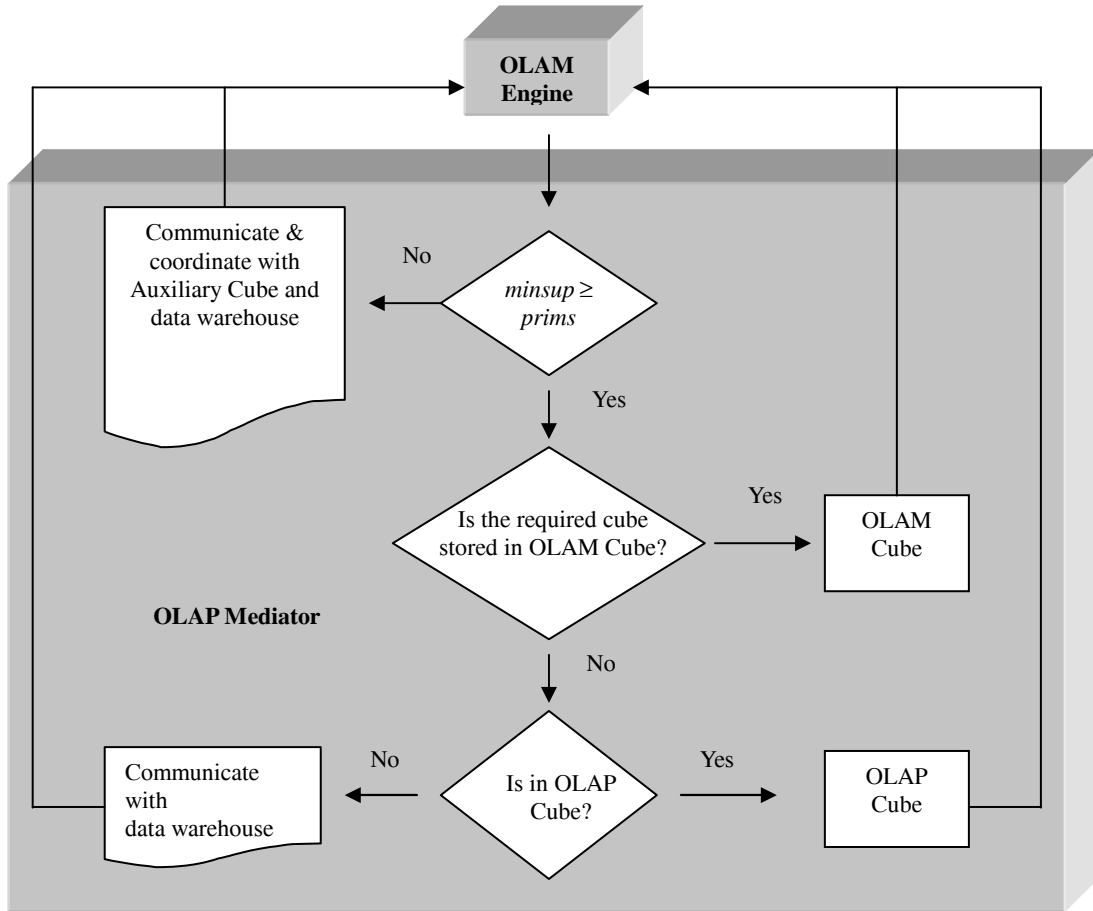 OLAM
Engine
Communicate &
coordinate with
Auxiliary Cube and
data warehouse
No
minsup ≥
prims
Yes
Is the required cube
stored in OLAM Cube?
Yes
OLAM
Cube
OLAP Mediator
No
Communicate
with
data warehouse
No
Is in OLAP
Cube?
Yes
OLAP
Cube